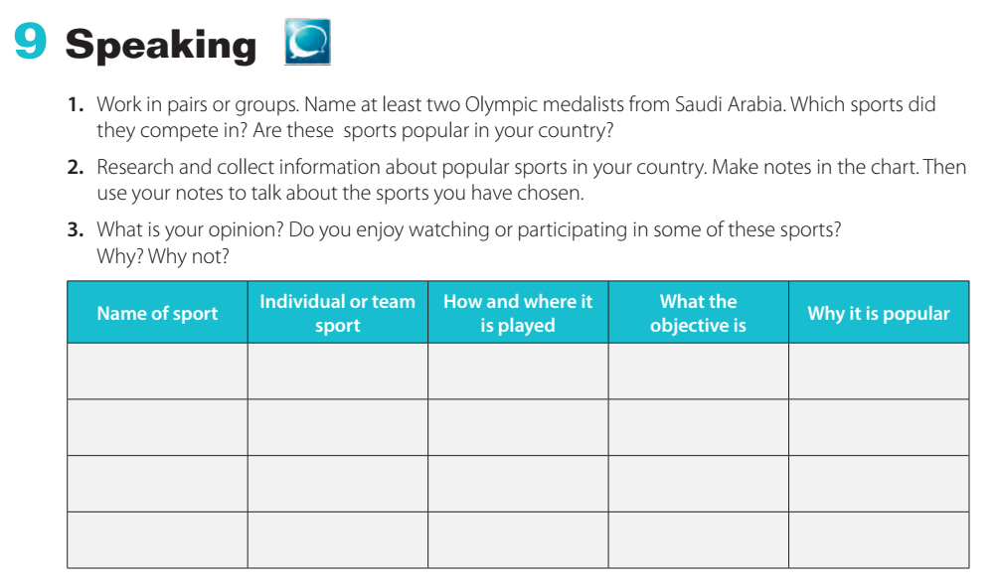 9 Speaking
1. Work in pairs or groups. Name at least two Olympic medalists from Saudi Arabia. Which sports did
they compete in? Are these sports popular in your country?
2. Research and collect information about popular sports in your country. Make notes in the chart. Then
use your notes to talk about the sports you have chosen.
3. What is your opinion? Do you enjoy watching or participating in some of these sports?
Why? Why not?
Name of sport
Individual or team
sport
How and where it
is played
What the
objective is
Why it is popular